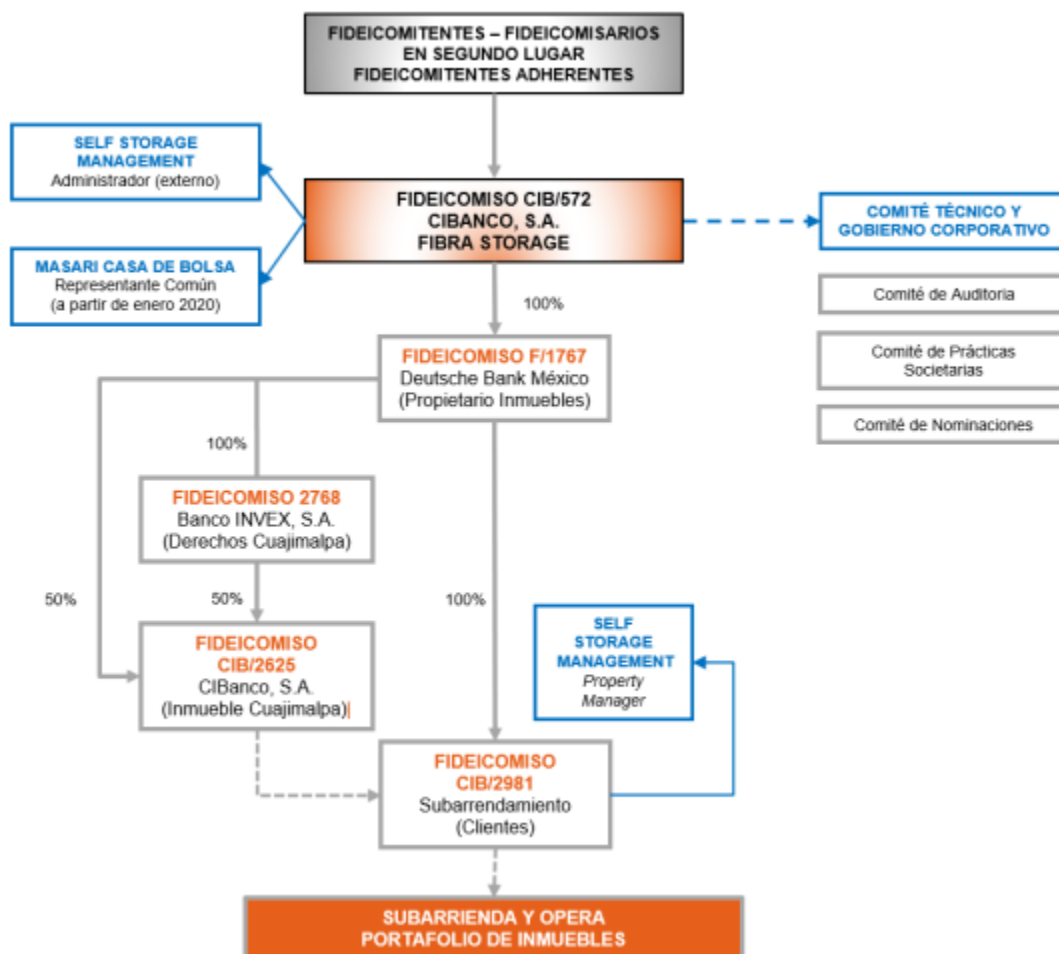 FIDEICOMITENTES – FIDEICOMISARIOS
EN SEGUNDO LUGAR
FIDEICOMITENTES ADHERENTES
SELF STORAGE
MANAGEMENT
Administrador (externo)
FIDEICOMISO CIB/572
CIBANCO, S.A.
FIBRA STORAGE
COMITÉ TÉCNICO Y
GOBIERNO CORPORATIVO
MASARI CASA DE BOLSA
Representante Común
(a partir de enero 2020)
Comité de Auditoria
Comité de Prácticas
Societarias
Comité de Nominaciones
100%
FIDEICOMISO F/1767
Deutsche Bank México
(Propietario Inmuebles)
100%
FIDEICOMISO 2768
Banco INVEX, S.A.
(Derechos Cuajimalpa)
50%
50%
100%
FIDEICOMISO
CIB/2625
CIBanco, S.A.
(Inmueble Cuajimalpa)
SELF
STORAGE
MANAGEMENT
Property
Manager
FIDEICOMISO
CIB/2981
Subarrendamiento
(Clientes)
SUBARRIENDA Y OPERA
PORTAFOLIO DE INMUEBLES